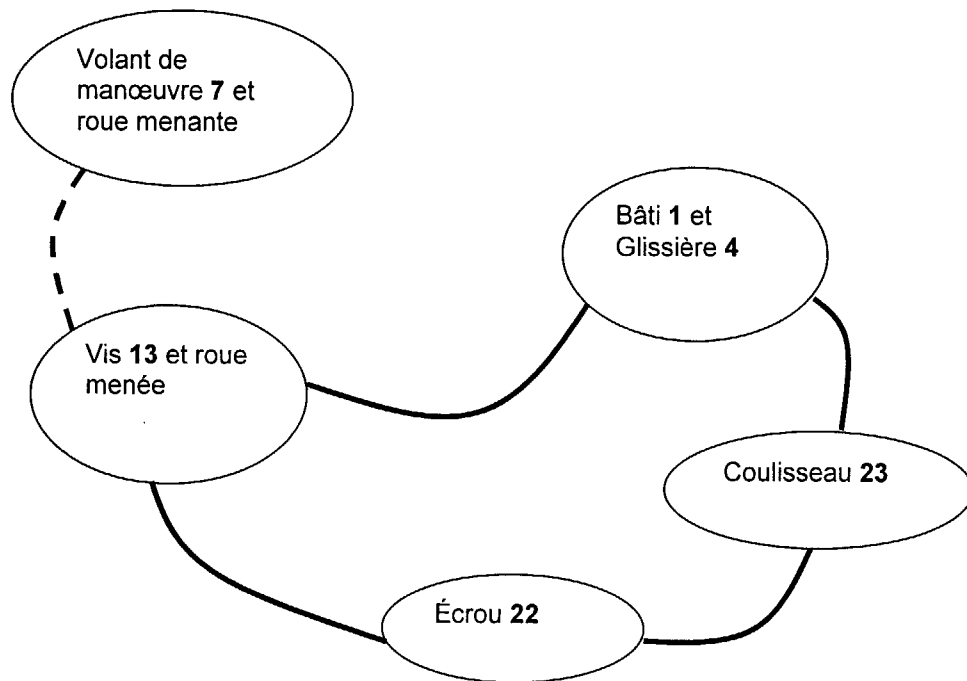 Volant de
manœuvre 7 et
roue menante
Bâti 1 et
Glissière 4
Vis 13 et roue
menée
Coulisseau 23
Écrou 22